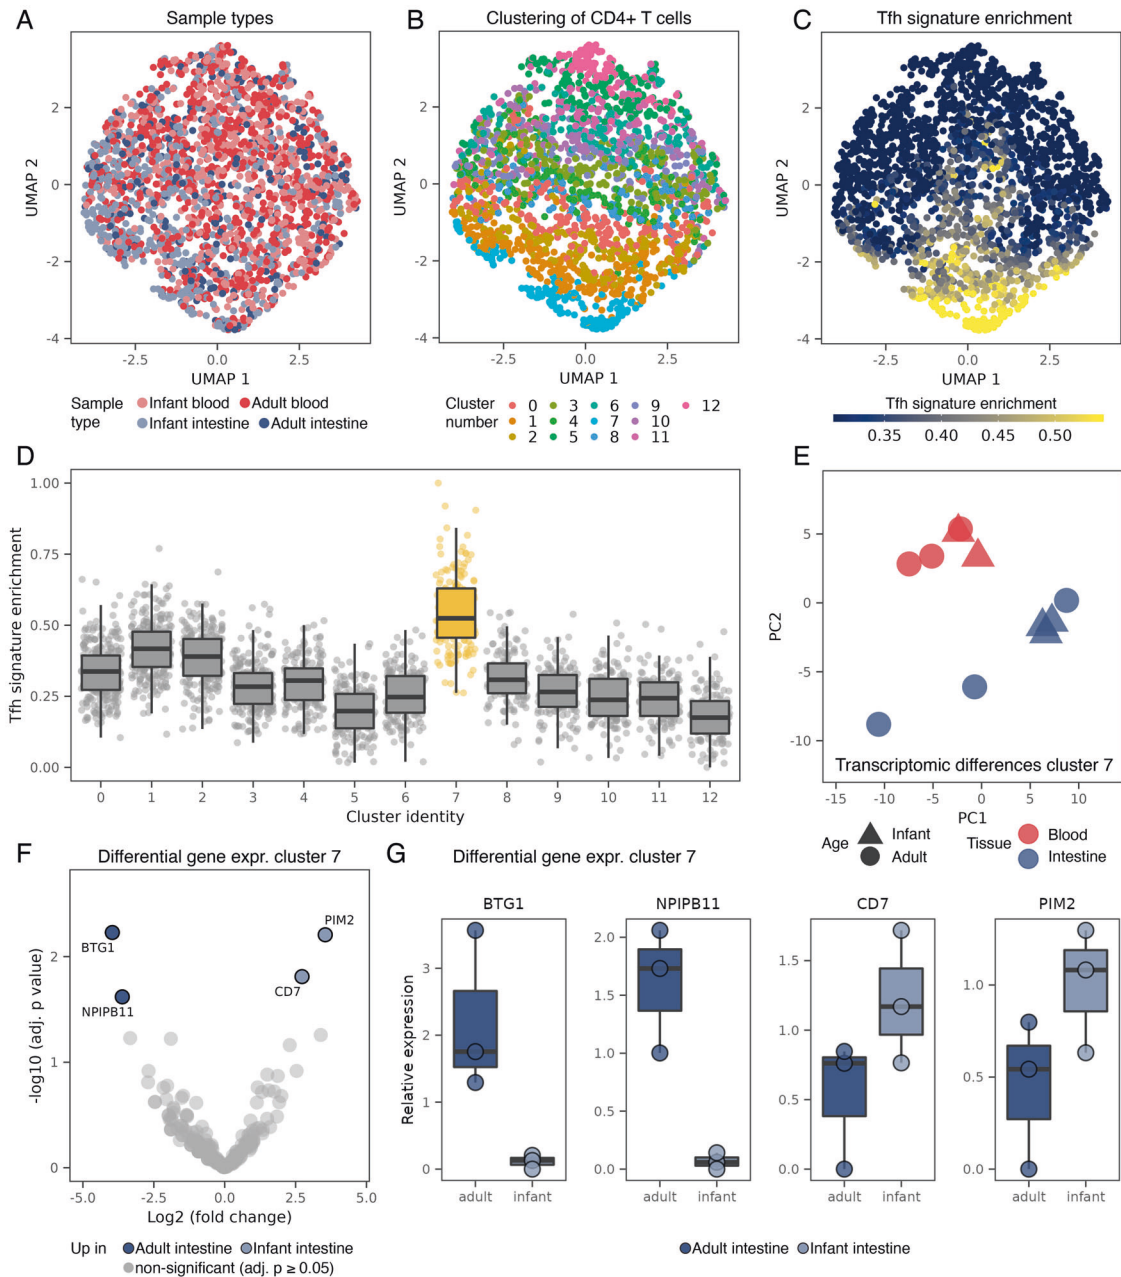 A
Sample types
UMAP 2
2
0
-2
-4
-2.5
0.0
2.5
UMAP 1
Sample type
Infant blood
Adult blood
Infant intestine
Adult intestine
B
Clustering of CD4+ T cells
UMAP 2
2
0
-2
-4
-2.5
0.0
2.5
UMAP 1
Cluster number
0 3 6 9 12
1 4 7 10
2 5 8 11
C
Tfh signature enrichment
UMAP 2
2
0
-2
-4
-2.5
0.0
2.5
UMAP 1
Tfh signature enrichment
0.35 0.40 0.45 0.50
D
Tfh signature enrichment
1.00
0.75
0.50
0.25
0.00
0 1 2 3 4 5 6 7 8 9 10 11 12
Cluster identity
E
PC2
5
0
-5
-10
Transcriptomic differences cluster 7
-15 -10 -5 0 5 10
PC1
Age
Infant
Adult
Tissue
Blood
Intestine
F
Differential gene expr. cluster 7
-log10 (adj. p value)
2
1
0
BTG1
NPIPB11
PIM2
CD7
-5.0 -2.5 0.0 2.5 5.0
Log2 (fold change)
Up in
Adult intestine
Infant intestine
non-significant (adj. p ≥ 0.05)
G
Differential gene expr. cluster 7
Relative expression
BTG1
3
2
1
0
adult infant
NPIPB11
2.0
1.5
1.0
0.5
0.0
adult infant
CD7
1.5
1.0
0.5
0.0
adult infant
PIM2
1.0
0.5
0.0
adult infant
Adult intestine
Infant intestine